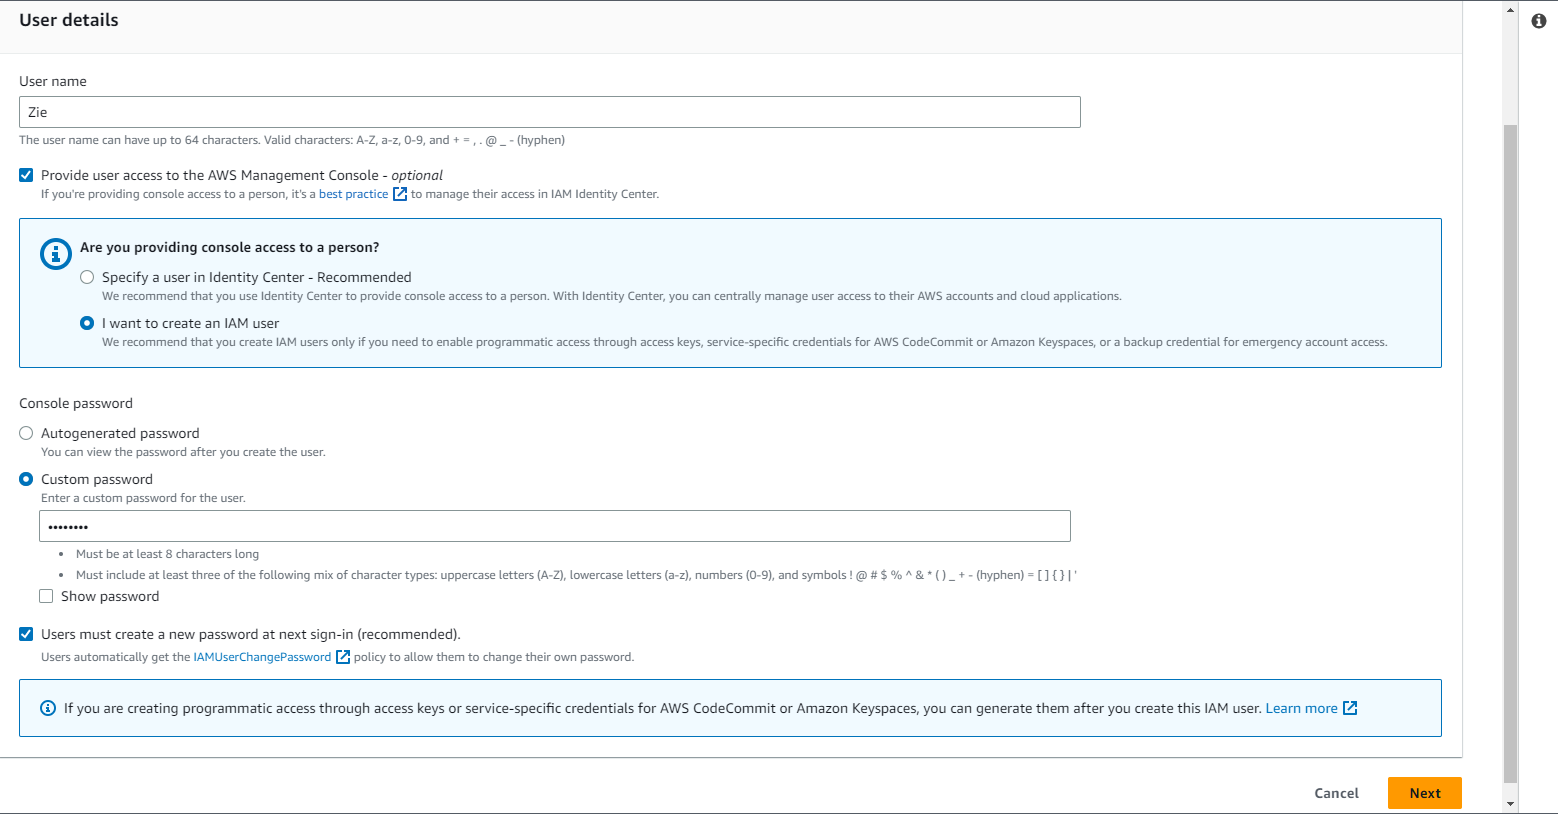 User details
User name
Zie
The user name can have up to 64 characters. Valid characters: A-Z, a-z, 0-9, and + = , . @ _ - (hyphen)
Provide user access to the AWS Management Console - optional
If you're providing console access to a person, it's a best practice to manage their access in IAM Identity Center.
Are you providing console access to a person?
Specify a user in Identity Center - Recommended
We recommend that you use Identity Center to provide console access to a person. With Identity Center, you can centrally manage user access to their AWS accounts and cloud applications.
I want to create an IAM user
We recommend that you create IAM users only if you need to enable programmatic access through access keys, service-specific credentials for AWS CodeCommit or Amazon Keyspaces, or a backup credential for emergency account access.
Console password
Autogenerated password
You can view the password after you create the user.
Custom password
Enter a custom password for the user.
••••••••
• Must be at least 8 characters long
• Must include at least three of the following mix of character types: uppercase letters (A-Z), lowercase letters (a-z), numbers (0-9), and symbols ! @ # $ % ^ & * ( ) _ + - (hyphen) = [ ] { } | '
Show password
Users must create a new password at next sign-in (recommended).
Users automatically get the IAMUserChangePassword policy to allow them to change their own password.
If you are creating programmatic access through access keys or service-specific credentials for AWS CodeCommit or Amazon Keyspaces, you can generate them after you create this IAM user. Learn more
Cancel
Next